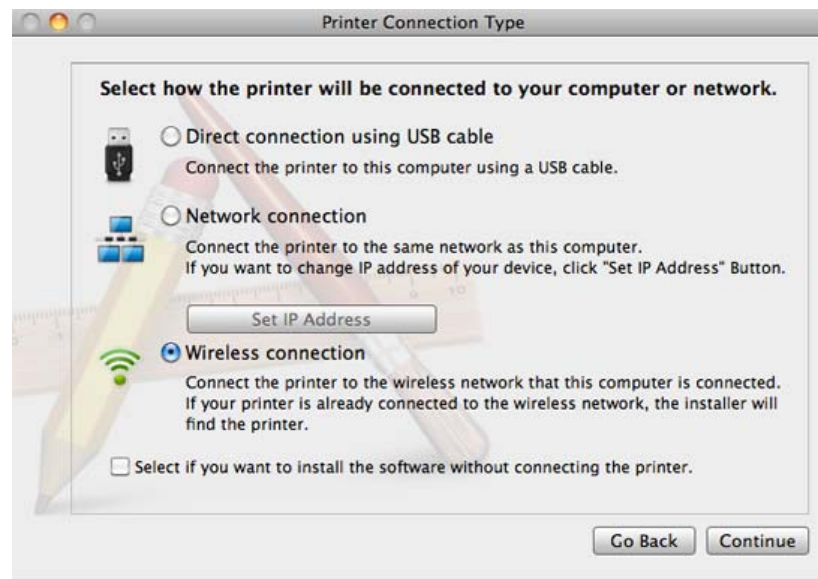 Printer Connection Type
Select how the printer will be connected to your computer or network.
Direct connection using USB cable
Connect the printer to this computer using a USB cable.
Network connection
Connect the printer to the same network as this computer.
If you want to change IP address of your device, click "Set IP Address" Button.
Set IP Address
Wireless connection
Connect the printer to the wireless network that this computer is connected.
If your printer is already connected to the wireless network, the installer will
find the printer.
Select if you want to install the software without connecting the printer.
Go Back Continue